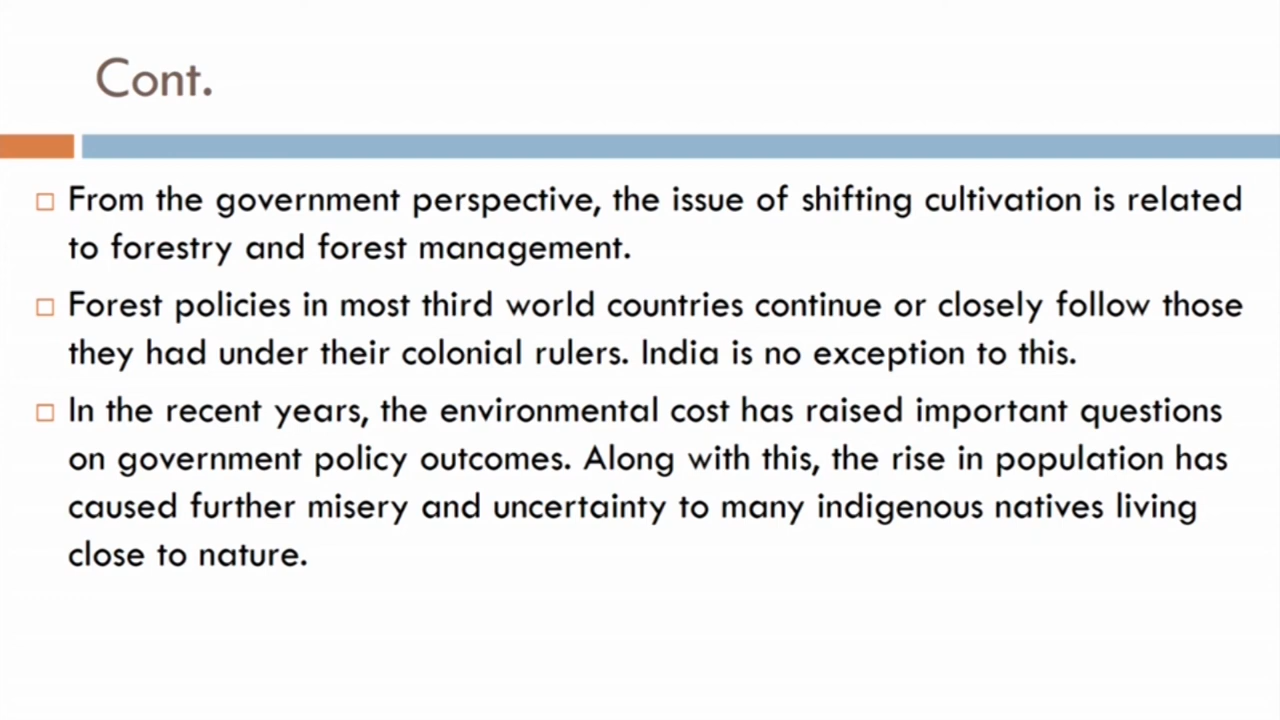 Cont.
From the government perspective, the issue of shifting cultivation is related
to forestry and forest management.
Forest policies in most third world countries continue or closely follow those
they had under their colonial rulers. India is no exception to this.
In the recent years, the environmental cost has raised important questions
on government policy outcomes. Along with this, the rise in population has
caused further misery and uncertainty to many indigenous natives living
close to nature.